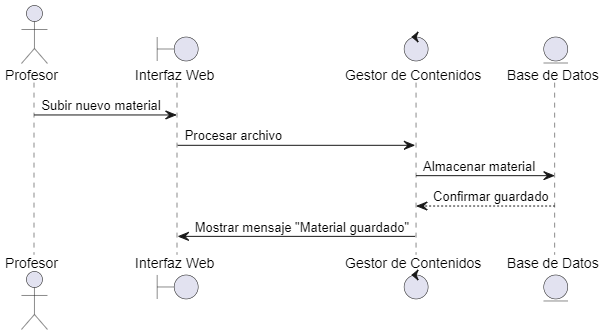 Profesor Interfaz Web Gestor de Contenidos Base de Datos
Subir nuevo material
Procesar archivo
Almacenar material
Confirmar guardado
Mostrar mensaje "Material guardado"
Profesor Interfaz Web Gestor de Contenidos Base de Datos